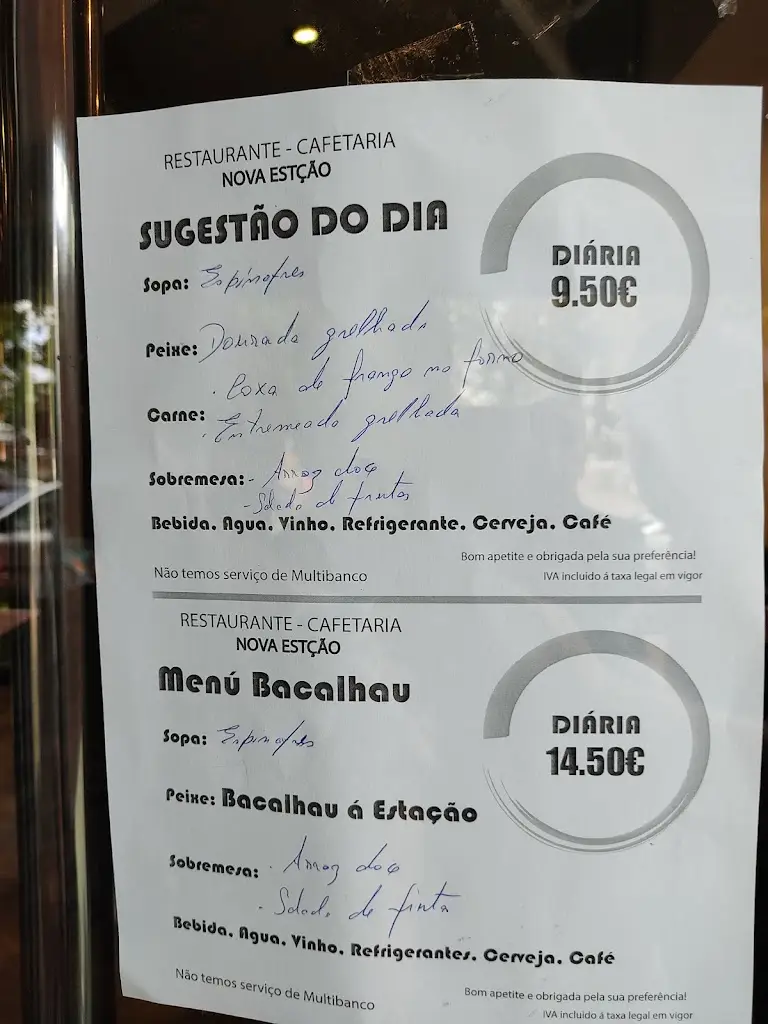 RESTAURANTE - CAFETARIA
NOVA ESTÇÃO
SUGESTÃO DO DIA
DIÁRIA
9.50€
Sopa: Espinafres
Peixe: Dourada grelhada
. Coxa de frango no forno
Carne:
. Entremeada grelhada
Sobremesa: - Arroz doce
- Salada de frutas
Bebida. Agua. Vinho. Refrigerante. Cerveja. Café
Bom apetite e obrigada pela sua preferência!
Não temos serviço de Multibanco
IVA incluido á taxa legal em vigor
RESTAURANTE - CAFETARIA
NOVA ESTÇÃO
Menú Bacalhau
DIÁRIA
14.50€
Sopa: Espinafres
Peixe: Bacalhau á Estação
Sobremesa: . Arroz doce
. Salada de fruta
Bebida. Agua. Vinho. Refrigerantes. Cerveja. Café
Não temos serviço de Multibanco
Bom apetite e obrigada pela sua preferência!
IVA incluido á taxa legal em vigor